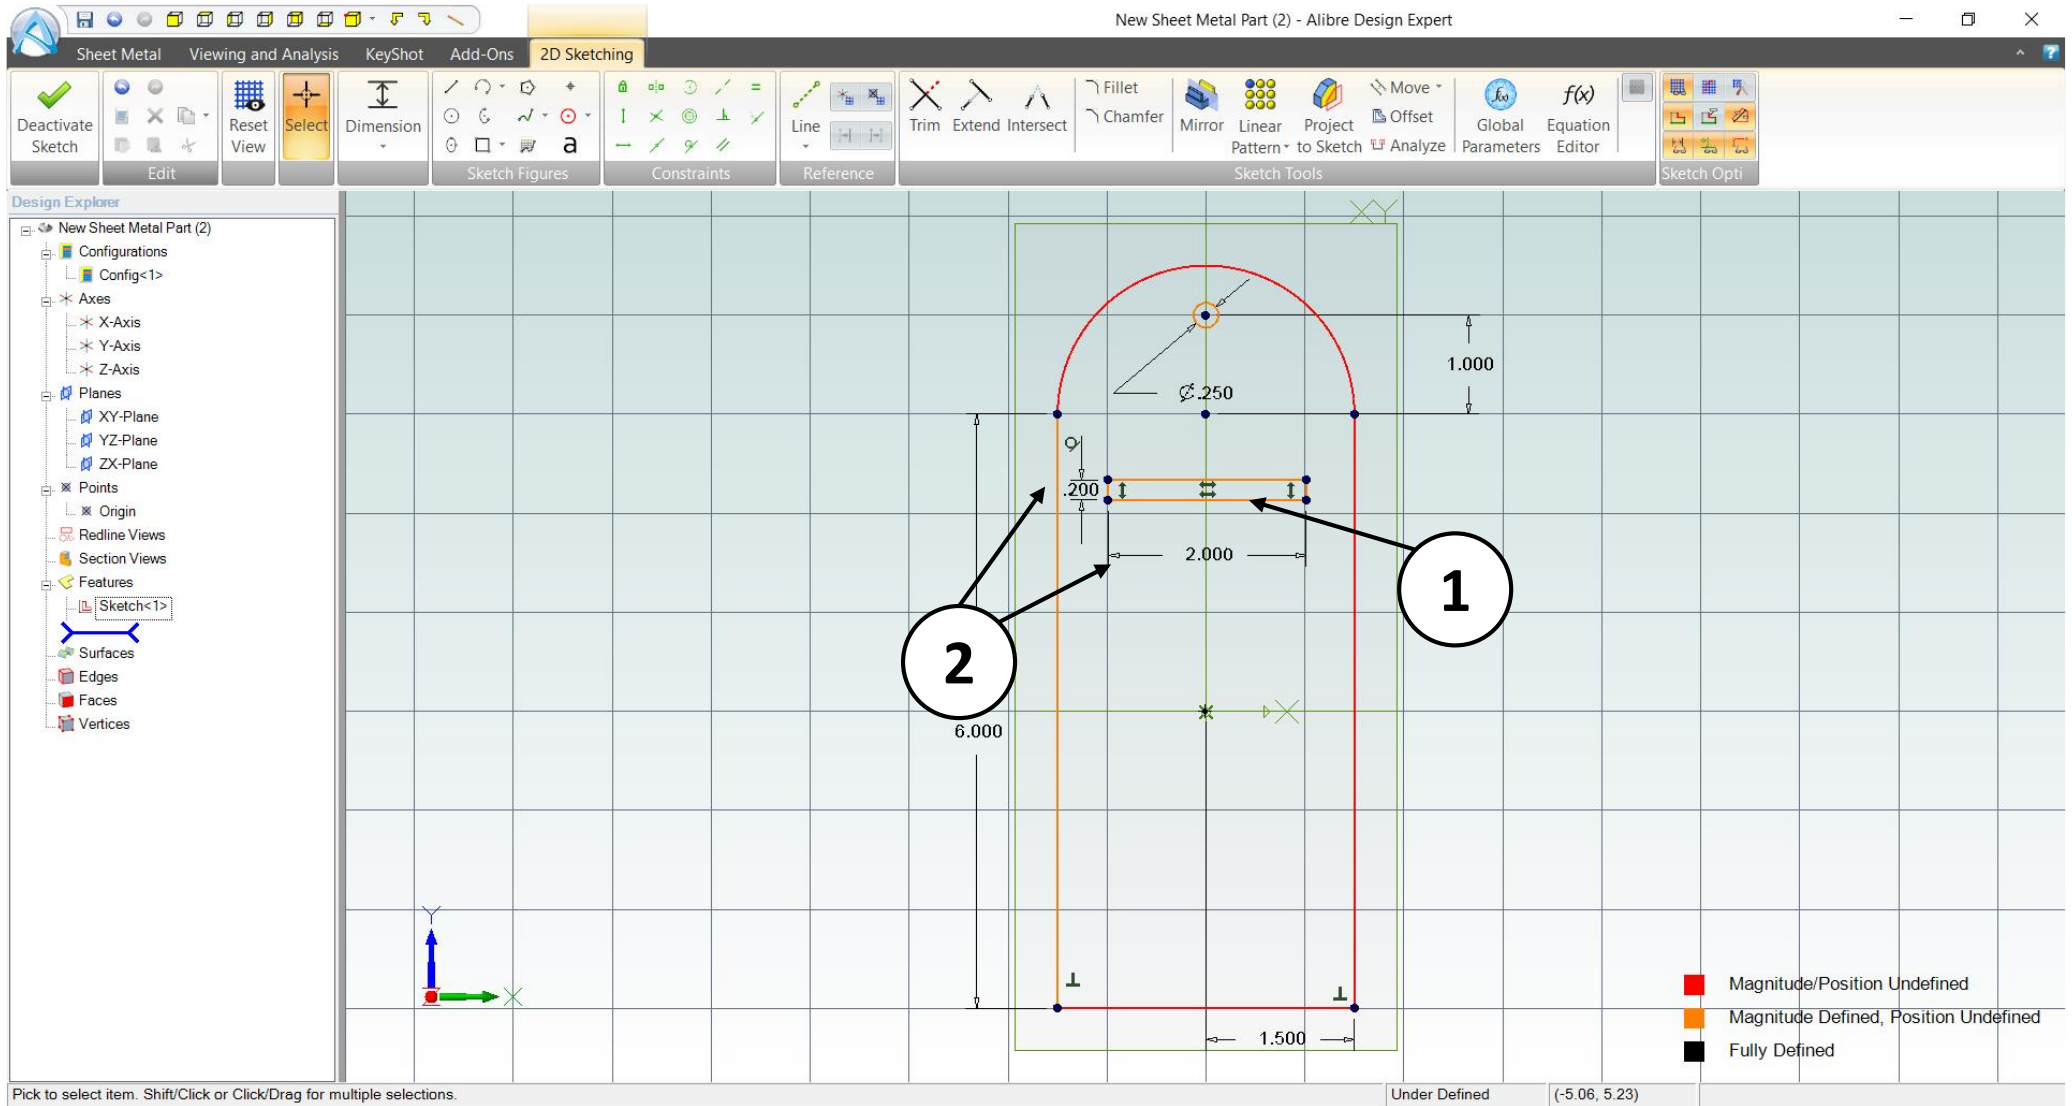 New Sheet Metal Part (2) - Alibre Design Expert
Sheet Metal Viewing and Analysis KeyShot Add-Ons 2D Sketching
Deactivate Sketch
Edit
Reset View
Select
Dimension
a
Sketch Figures
Constraints
Line
Reference
Trim Extend Intersect
Fillet
Chamfer
Mirror
Linear Pattern
Project to Sketch
Move
Offset
Analyze
Sketch Tools
Global Parameters
f(x)
Equation Editor
Sketch Opti
Design Explorer
New Sheet Metal Part (2)
Configurations
Config<1>
Axes
X-Axis
Y-Axis
Z-Axis
Planes
XY-Plane
YZ-Plane
ZX-Plane
Points
Origin
Redline Views
Section Views
Features
Sketch<1>
Surfaces
Edges
Faces
Vertices
XY
1.000
Ø.250
.200
2.000
1
2
X
6.000
1.500
Y
X
Magnitude/Position Undefined
Magnitude Defined, Position Undefined
Fully Defined
Pick to select item. Shift/Click or Click/Drag for multiple selections.
Under Defined
(-5.06, 5.23)